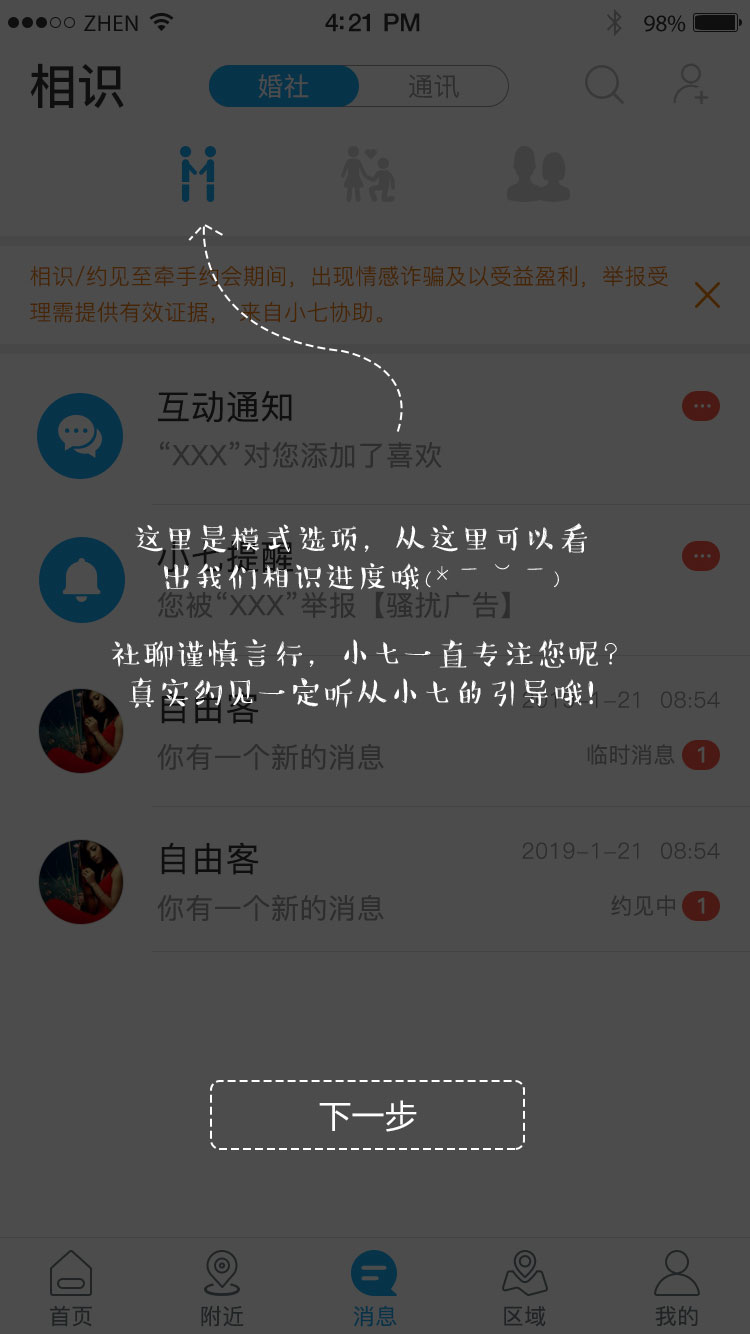 ZHEN 4:21 PM 98%
相识 婚社 通讯
相识/约见至牵手约会期间，出现情感诈骗及以受益盈利，举报受
理需提供有效证据， 来自小七协助。
互动通知
“XXX”对您添加了喜欢
这里是模式选项，从这里可以看
出我们相识进度哦(*￣︶￣)
小七提醒
您被“XXX”举报【骚扰广告】
社聊谨慎言行，小七一直专注您呢？
真实约见一定听从小七的引导哦！
自由客 2019-1-21 08:54
你有一个新的消息 临时消息 1
自由客 2019-1-21 08:54
你有一个新的消息 约见中 1
下一步
首页 附近 消息 区域 我的